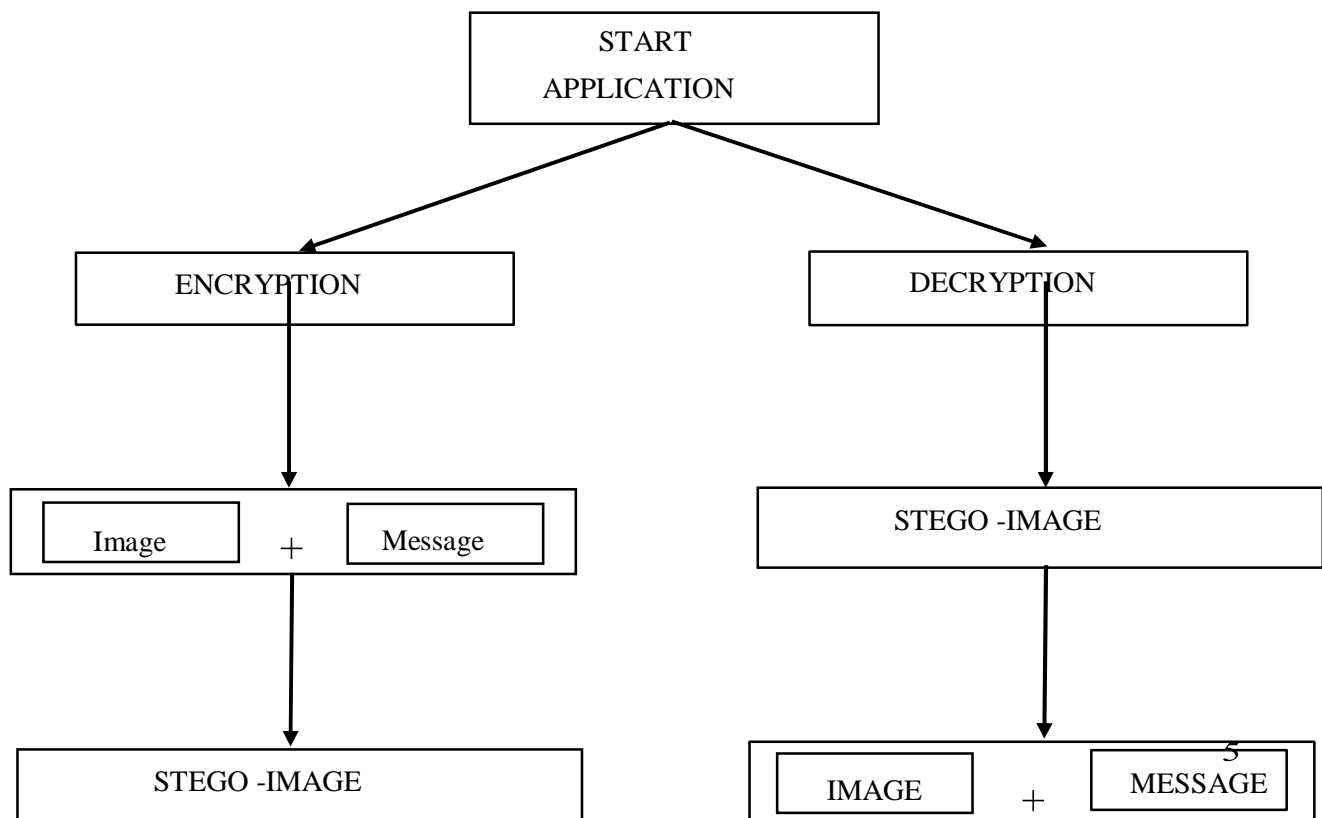 START
APPLICATION
ENCRYPTION
DECRYPTION
Image + Message
STEGO -IMAGE
STEGO -IMAGE
5
IMAGE + MESSAGE